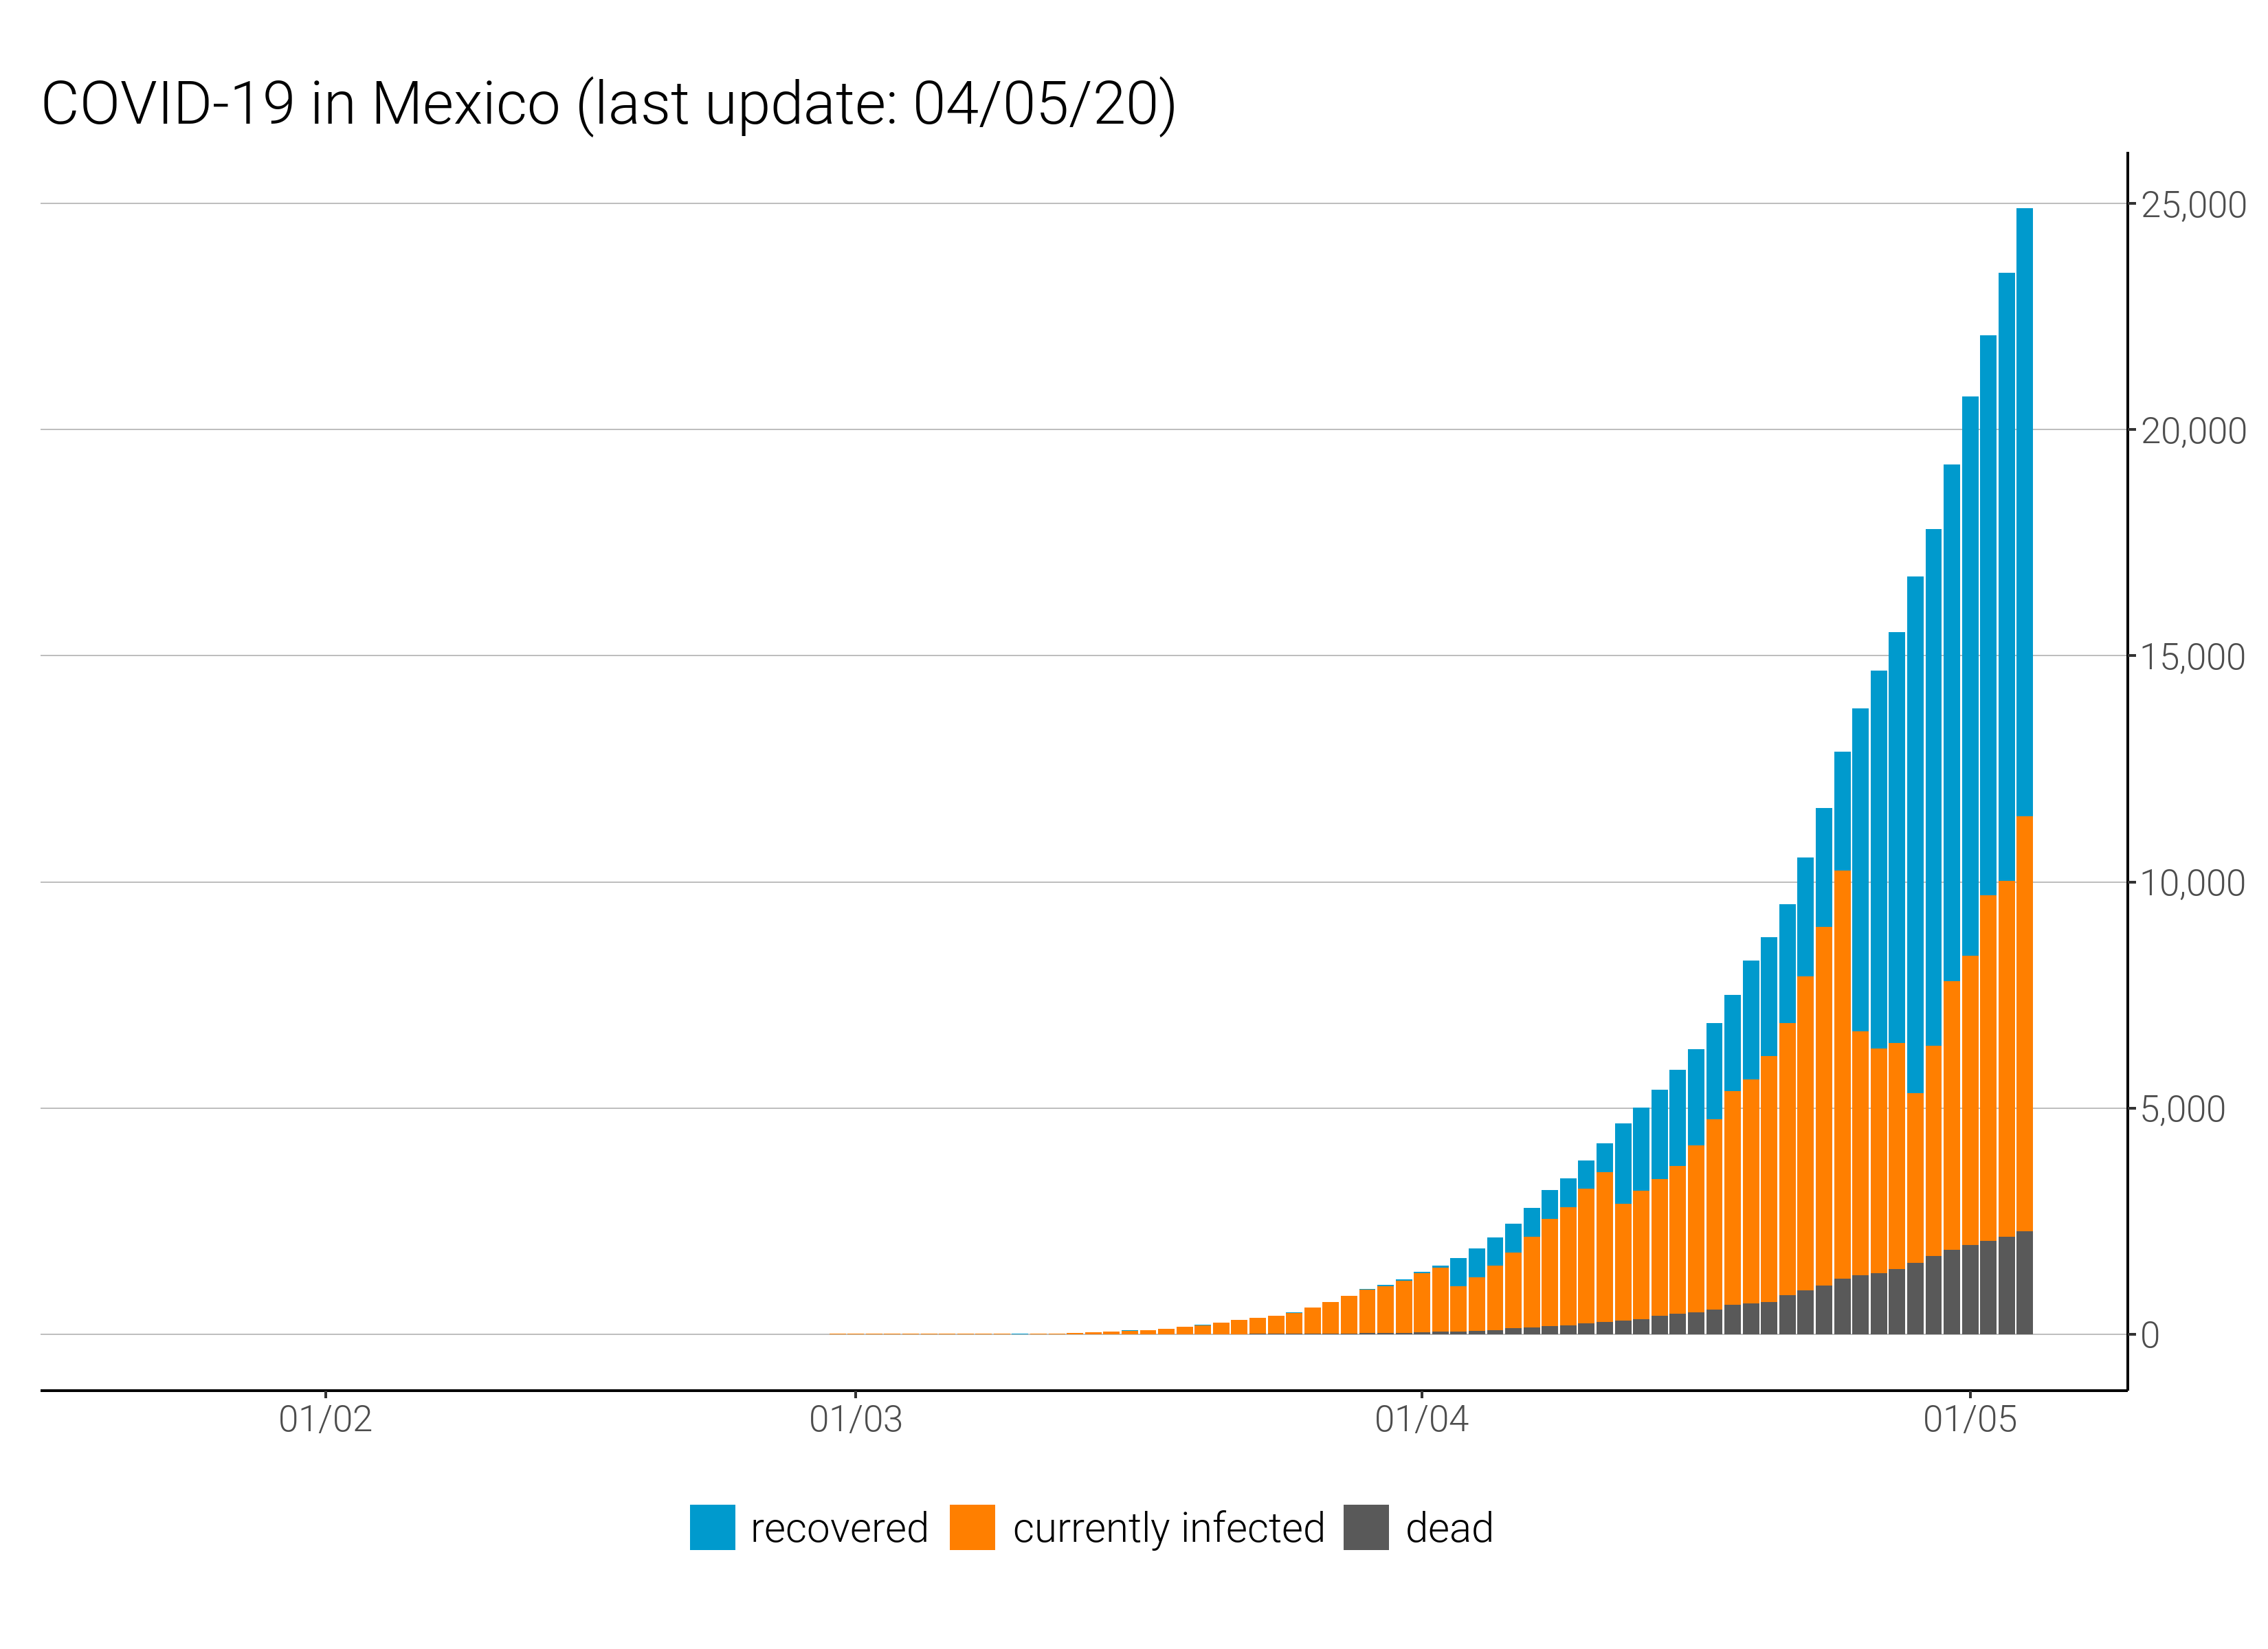 COVID-19 in Mexico (last update: 04/05/20)
25,000
20,000
15,000
10,000
5,000
0
01/02 01/03 01/04 01/05
recovered currently infected dead